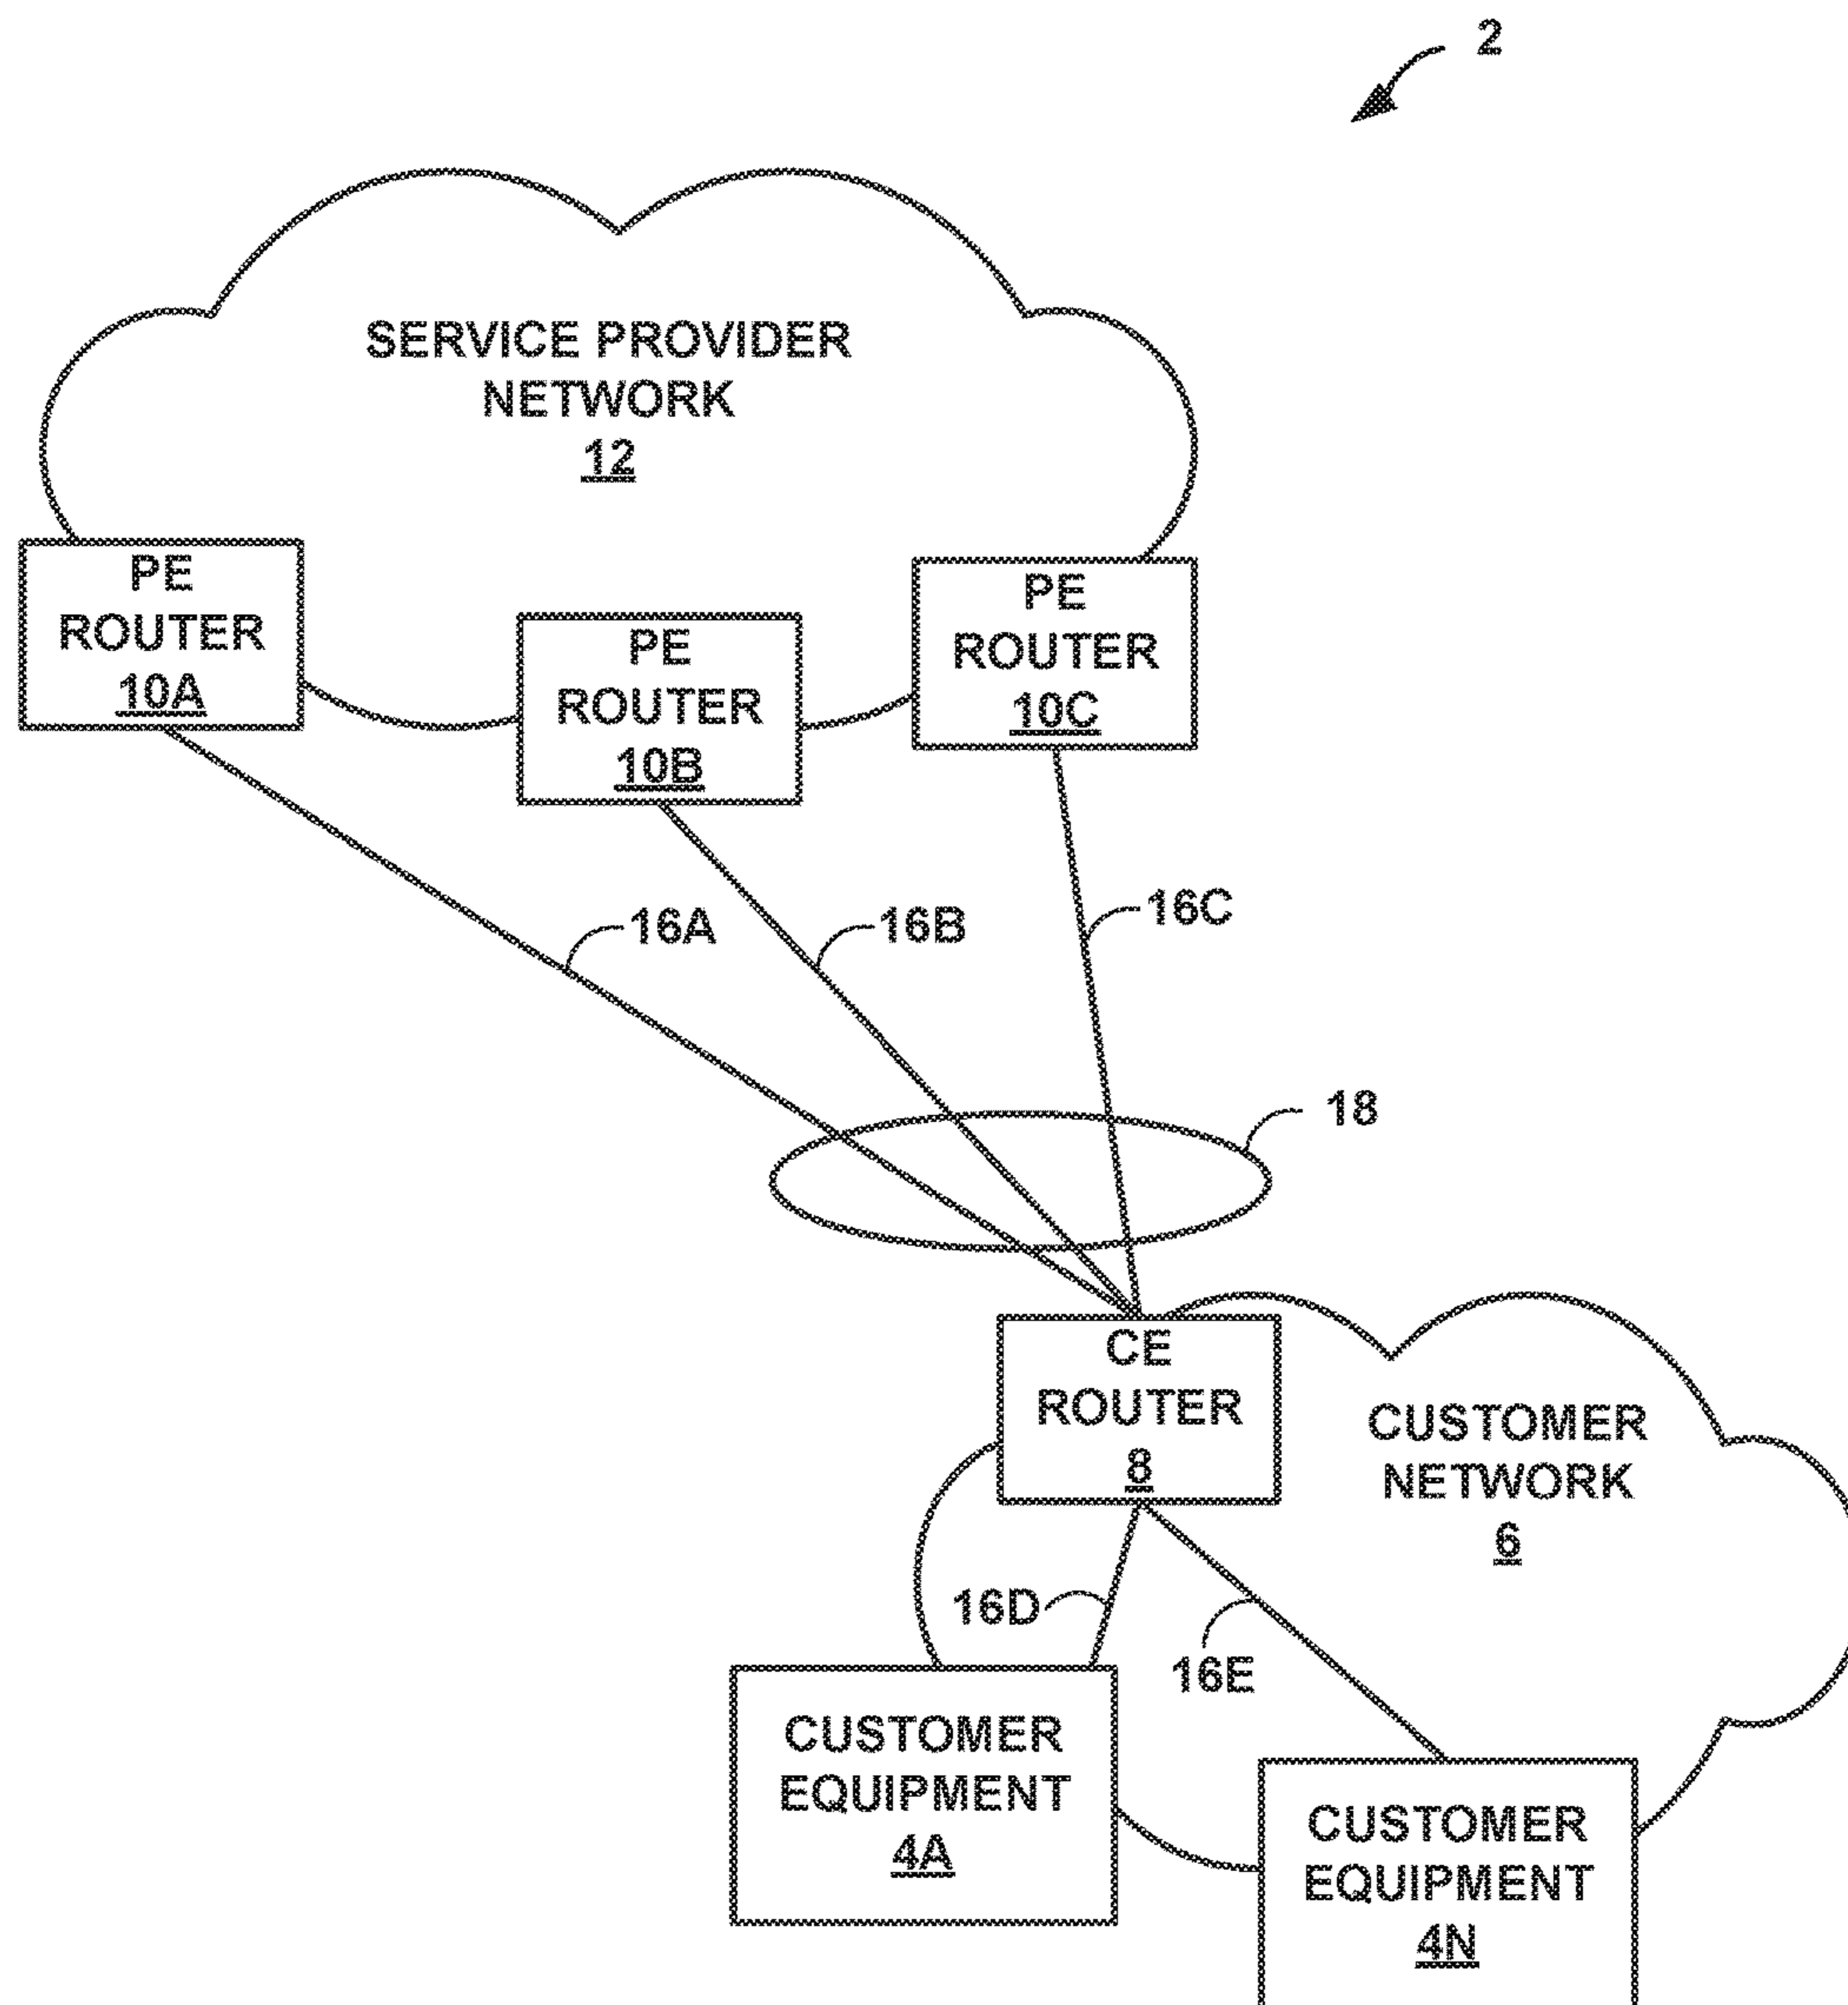 2
SERVICE PROVIDER
NETWORK
12
PE
ROUTER
10A
PE
ROUTER
10B
PE
ROUTER
10C
16A
16B
16C
18
CE
ROUTER
8
CUSTOMER
NETWORK
6
16D
16E
CUSTOMER
EQUIPMENT
4A
CUSTOMER
EQUIPMENT
4N